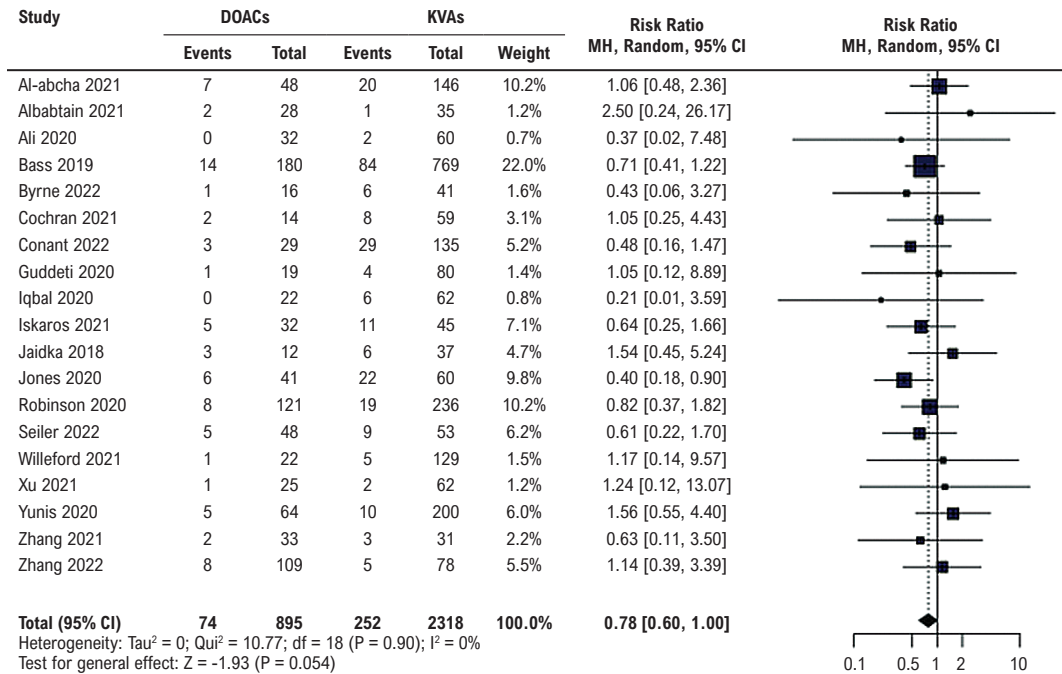 Study DOACs KVAs Risk Ratio Risk Ratio
Events Total Events Total Weight MH, Random, 95% CI MH, Random, 95% CI
Al-abcha 2021 7 48 20 146 10.2% 1.06 [0.48, 2.36]
Albabtain 2021 2 28 1 35 1.2% 2.50 [0.24, 26.17]
Ali 2020 0 32 2 60 0.7% 0.37 [0.02, 7.48]
Bass 2019 14 180 84 769 22.0% 0.71 [0.41, 1.22]
Byrne 2022 1 16 6 41 1.6% 0.43 [0.06, 3.27]
Cochran 2021 2 14 8 59 3.1% 1.05 [0.25, 4.43]
Conant 2022 3 29 29 135 5.2% 0.48 [0.16, 1.47]
Guddeti 2020 1 19 4 80 1.4% 1.05 [0.12, 8.89]
Iqbal 2020 0 22 6 62 0.8% 0.21 [0.01, 3.59]
Iskaros 2021 5 32 11 45 7.1% 0.64 [0.25, 1.66]
Jaidka 2018 3 12 6 37 4.7% 1.54 [0.45, 5.24]
Jones 2020 6 41 22 60 9.8% 0.40 [0.18, 0.90]
Robinson 2020 8 121 19 236 10.2% 0.82 [0.37, 1.82]
Seiler 2022 5 48 9 53 6.2% 0.61 [0.22, 1.70]
Willeford 2021 1 22 5 129 1.5% 1.17 [0.14, 9.57]
Xu 2021 1 25 2 62 1.2% 1.24 [0.12, 13.07]
Yunis 2020 5 64 10 200 6.0% 1.56 [0.55, 4.40]
Zhang 2021 2 33 3 31 2.2% 0.63 [0.11, 3.50]
Zhang 2022 8 109 5 78 5.5% 1.14 [0.39, 3.39]
Total (95% CI) 74 895 252 2318 100.0% 0.78 [0.60, 1.00]
Heterogeneity: Tau² = 0; Qui² = 10.77; df = 18 (P = 0.90); I² = 0%
Test for general effect: Z = -1.93 (P = 0.054)
0.1 0.5 1 2 10